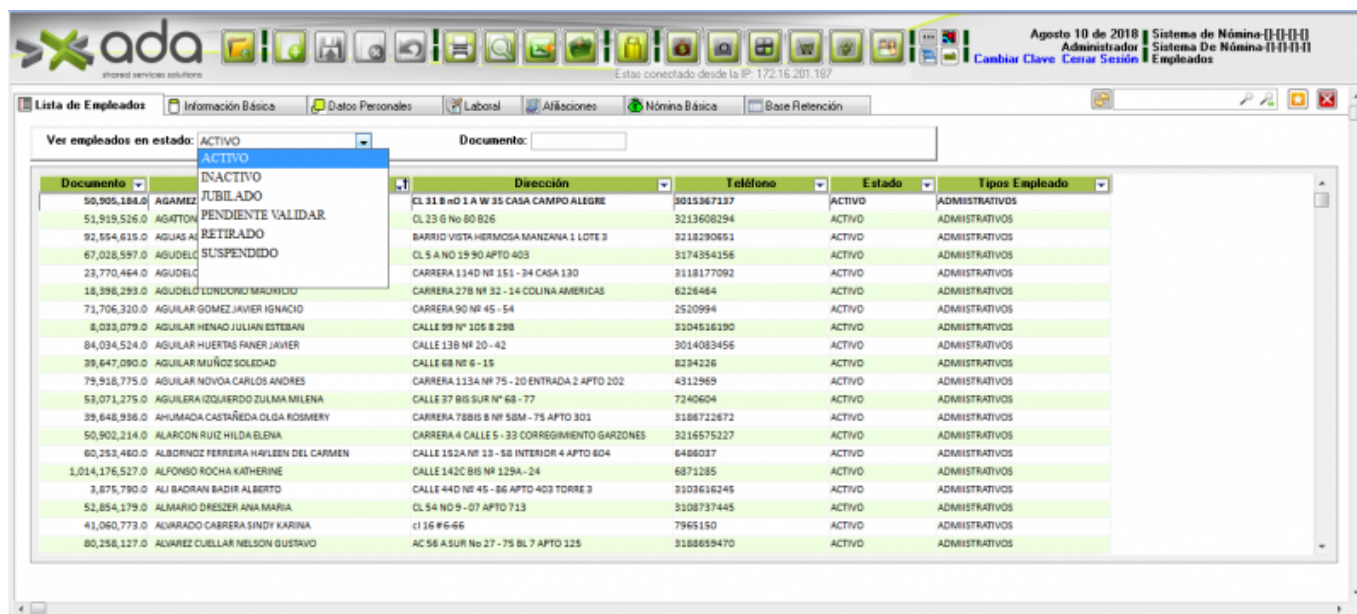 ada
shared services solutions
Estas conectado desde la IP: 172.16.201.187
Agosto 10 de 2018 Sistema de Nómina-[]-[]-[]-[]
Administrador Sistema De Nómina-[]-[]-[]-[]
Cambiar Clave Cerrar Sesión Empleados
Lista de Empleados Información Básica Datos Personales Laboral Afiliaciones Nómina Básica Base Retención
Ver empleados en estado: ACTIVO Documento:
ACTIVO
INACTIVO
JUBILADO
PENDIENTE VALIDAR
RETIRADO
SUSPENDIDO
Documento Dirección Teléfono Estado Tipos Empleado
50,905,184.0 AGAMEZ CL 31 B nO 1 A W 35 CASA CAMPO ALEGRE 3015367137 ACTIVO ADMIISTRATIVOS
51,919,526.0 AGATTON CL 23 G No 80 B26 3213608294 ACTIVO ADMIISTRATIVOS
92,554,615.0 AGUAS BARRIO VISTA HERMOSA MANZANA 1 LOTE 3 3218290651 ACTIVO ADMIISTRATIVOS
67,028,597.0 AGUDELO CL 5 A NO 19 90 APTO 403 3174354156 ACTIVO ADMIISTRATIVOS
23,770,464.0 AGUDELO CARRERA 114D Nº 151 - 34 CASA 130 3118177092 ACTIVO ADMIISTRATIVOS
18,398,293.0 AGUDELO LONDOÑO MAURICIO CARRERA 27B Nº 32 - 14 COLINA AMERICAS 6226464 ACTIVO ADMIISTRATIVOS
71,706,320.0 AGUILAR GOMEZ JAVIER IGNACIO CARRERA 90 Nº 45 - 54 2520994 ACTIVO ADMIISTRATIVOS
8,033,079.0 AGUILAR HENAO JULIAN ESTEBAN CALLE 99 N° 105 B 29B 3104516190 ACTIVO ADMIISTRATIVOS
84,034,524.0 AGUILAR HUERTAS FANER JAVIER CALLE 13B Nº 20 - 42 3014083456 ACTIVO ADMIISTRATIVOS
39,647,090.0 AGUILAR MUÑOZ SOLEDAD CALLE 6B Nº 6 - 15 8234226 ACTIVO ADMIISTRATIVOS
79,918,775.0 AGUILAR NOVOA CARLOS ANDRES CARRERA 113A Nº 75 - 20 ENTRADA 2 APTO 202 4312969 ACTIVO ADMIISTRATIVOS
53,071,275.0 AGUILERA IZQUIERDO ZULMA MILENA CALLE 37 BIS SUR N° 68 - 77 7240604 ACTIVO ADMIISTRATIVOS
39,648,936.0 AHUMADA CASTAÑEDA OLGA ROSMERY CARRERA 78BIS B Nº 58M - 75 APTO 301 3186722672 ACTIVO ADMIISTRATIVOS
50,902,214.0 ALARCON RUIZ HILDA ELENA CARRERA 4 CALLE 5 - 33 CORREGIMIENTO GARZONES 3216575227 ACTIVO ADMIISTRATIVOS
60,253,460.0 ALBORNOZ FERREIRA HAYLEEN DEL CARMEN CALLE 152A Nº 13 - 58 INTERIOR 4 APTO 604 6486037 ACTIVO ADMIISTRATIVOS
1,014,176,527.0 ALFONSO ROCHA KATHERINE CALLE 142C BIS Nº 129A - 24 6871285 ACTIVO ADMIISTRATIVOS
3,875,790.0 ALI BADRAN BADIR ALBERTO CALLE 44D Nº 45 - 86 APTO 403 TORRE 3 3103616245 ACTIVO ADMIISTRATIVOS
52,854,179.0 ALMARIO DRESZER ANA MARIA CL 54 NO 9 - 07 APTO 713 3108737445 ACTIVO ADMIISTRATIVOS
41,060,773.0 ALVARADO CABRERA SINDY KARINA cl 16 # 6-66 7965150 ACTIVO ADMIISTRATIVOS
80,258,127.0 ALVAREZ CUELLAR NELSON GUSTAVO AC 56 A SUR No 27 - 75 BL 7 APTO 125 3188659470 ACTIVO ADMIISTRATIVOS